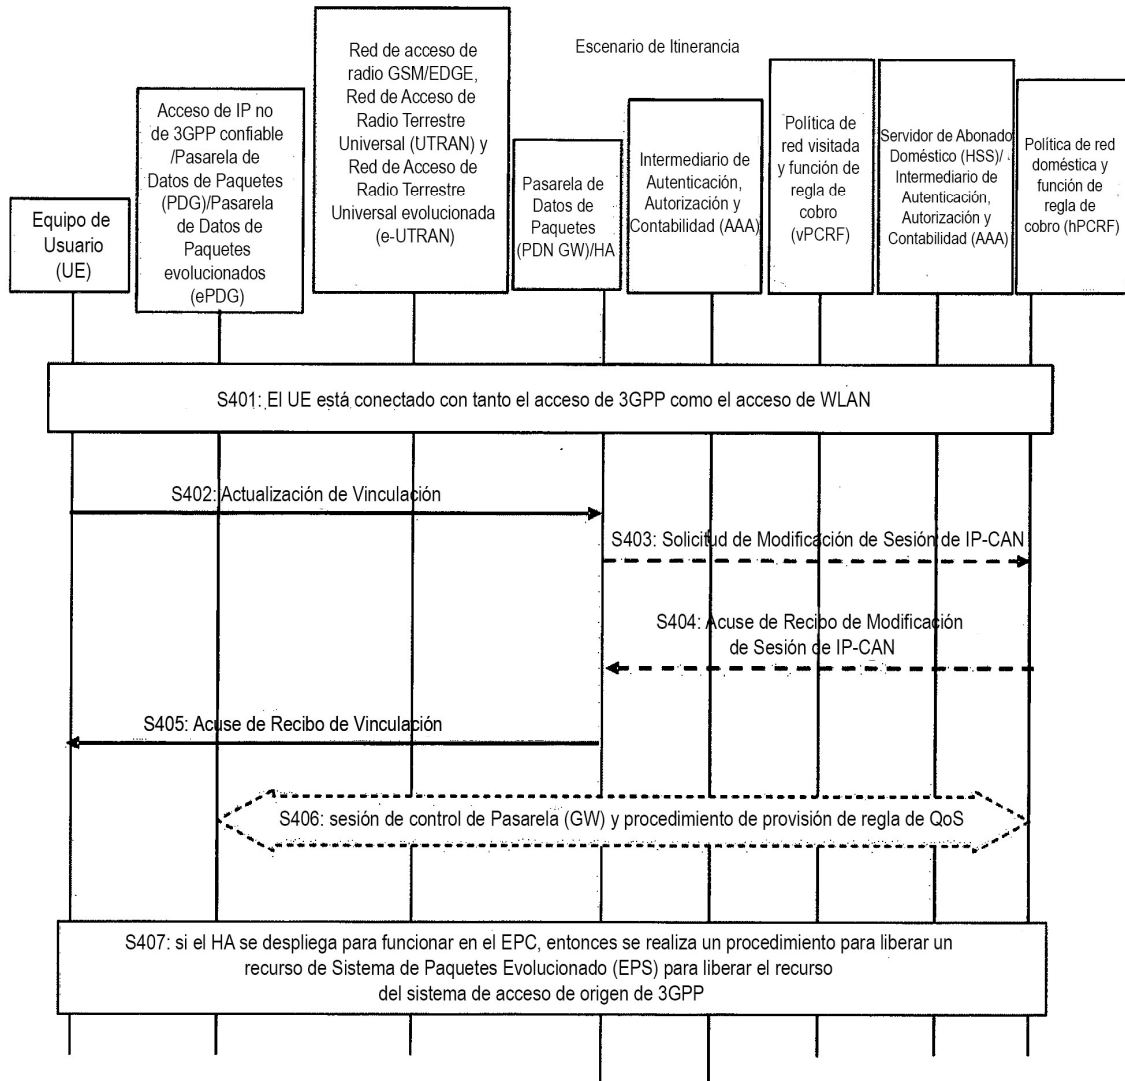 Escenario de Itinerancia
Equipo de
Usuario
(UE)
Acceso de IP no
de 3GPP confiable
/Pasarela de
Datos de Paquetes
(PDG)/Pasarela
de Datos de
Paquetes
evolucionados
(ePDG)
Red de acceso de
radio GSM/EDGE,
Red de Acceso de
Radio Terrestre
Universal (UTRAN) y
Red de Acceso de
Radio Terrestre
Universal evolucionada
(e-UTRAN)
Pasarela de
Datos de
Paquetes
(PDN GW)/HA
Intermediario de
Autenticación,
Autorización y
Contabilidad (AAA)
Política de
red visitada
y función de
regla de
cobro
(vPCRF)
Servidor de Abonado
Doméstico (HSS)/
Intermediario de
Autenticación,
Autorización y
Contabilidad (AAA)
Política de red
doméstica y
función de
regla de
cobro (hPCRF)
S401: El UE está conectado con tanto el acceso de 3GPP como el acceso de WLAN
S402: Actualización de Vinculación
S403: Solicitud de Modificación de Sesión de IP-CAN
S404: Acuse de Recibo de Modificación
de Sesión de IP-CAN
S405: Acuse de Recibo de Vinculación
S406: sesión de control de Pasarela (GW) y procedimiento de provisión de regla de QoS
S407: si el HA se despliega para funcionar en el EPC, entonces se realiza un procedimiento para liberar un
recurso de Sistema de Paquetes Evolucionado (EPS) para liberar el recurso
del sistema de acceso de origen de 3GPP